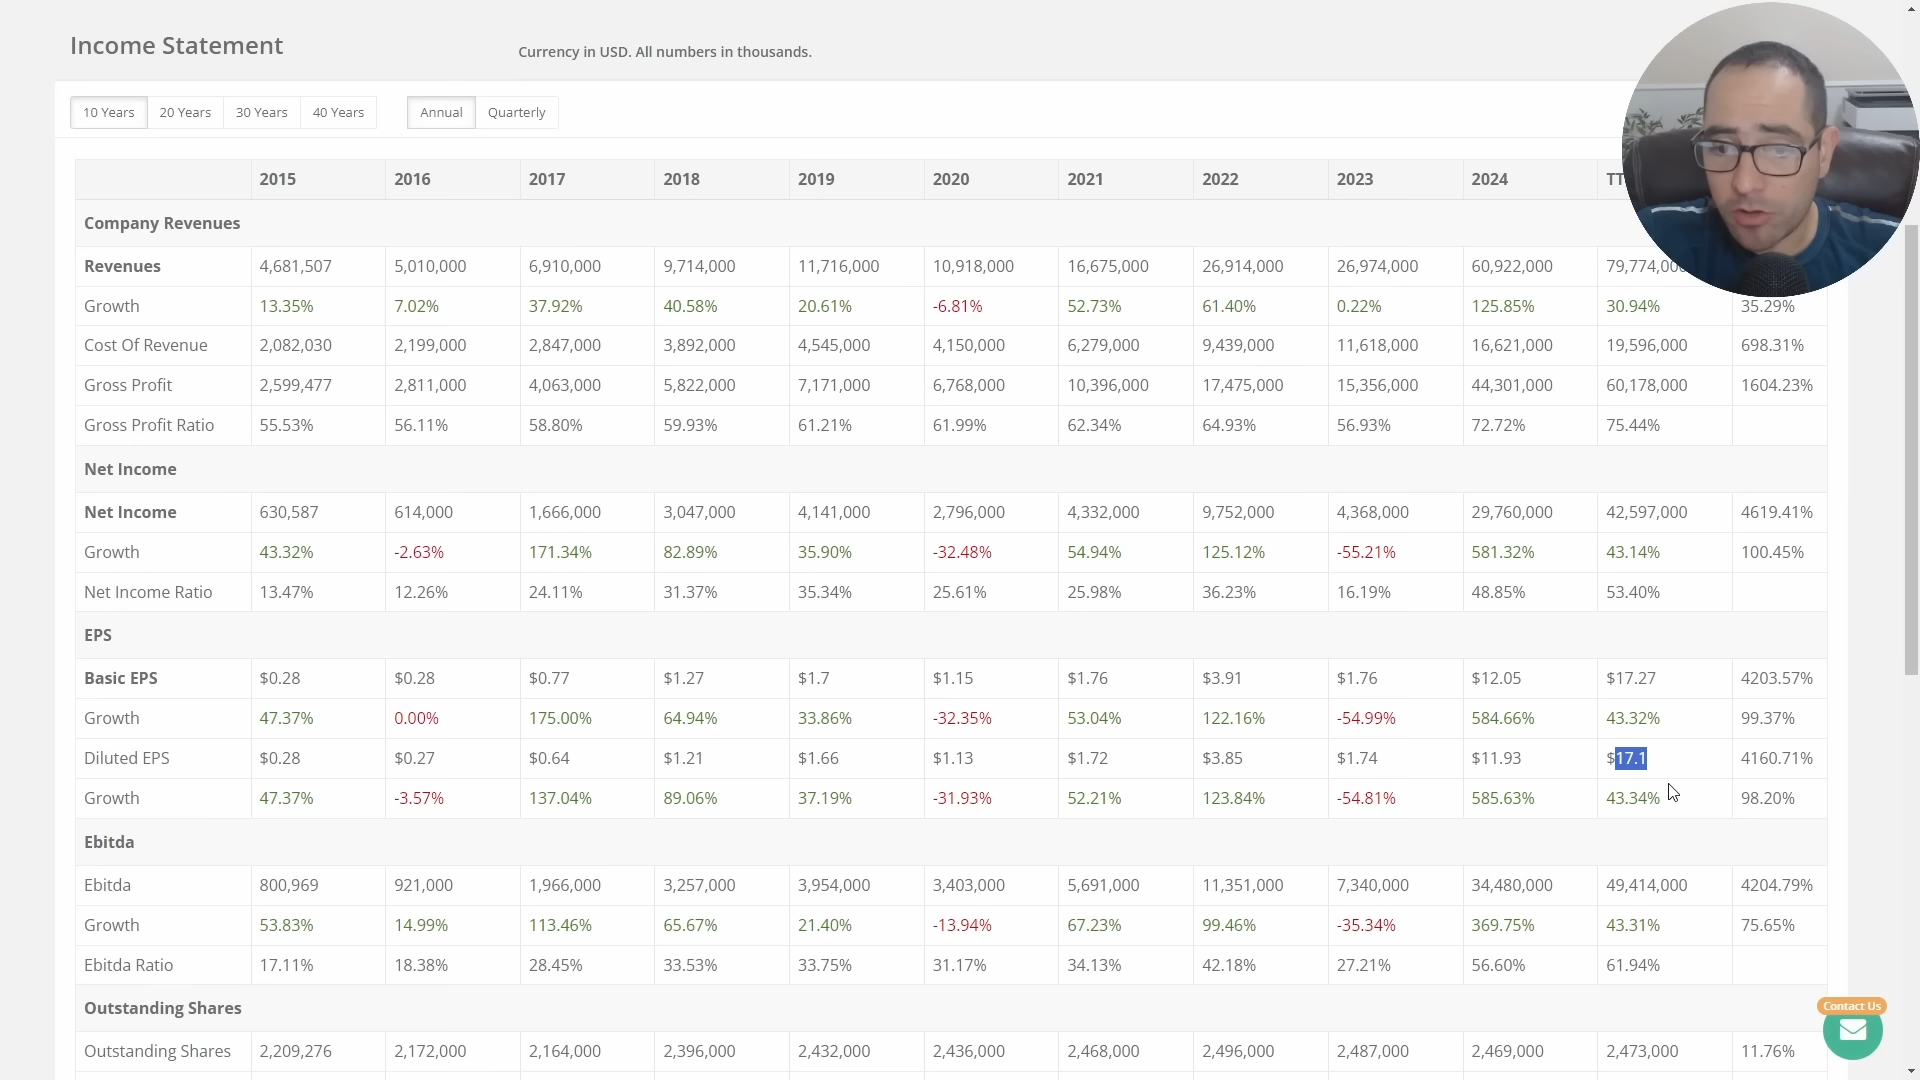 Income Statement Currency in USD. All numbers in thousands.
10 Years 20 Years 30 Years 40 Years Annual Quarterly
2015 2016 2017 2018 2019 2020 2021 2022 2023 2024
Company Revenues
Revenues 4,681,507 5,010,000 6,910,000 9,714,000 11,716,000 10,918,000 16,675,000 26,914,000 26,974,000 60,922,000 79,774,000
Growth 13.35% 7.02% 37.92% 40.58% 20.61% -6.81% 52.73% 61.40% 0.22% 125.85% 30.94% 35.29%
Cost Of Revenue 2,082,030 2,199,000 2,847,000 3,892,000 4,545,000 4,150,000 6,279,000 9,439,000 11,618,000 16,621,000 19,596,000 698.31%
Gross Profit 2,599,477 2,811,000 4,063,000 5,822,000 7,171,000 6,768,000 10,396,000 17,475,000 15,356,000 44,301,000 60,178,000 1604.23%
Gross Profit Ratio 55.53% 56.11% 58.80% 59.93% 61.21% 61.99% 62.34% 64.93% 56.93% 72.72% 75.44%
Net Income
Net Income 630,587 614,000 1,666,000 3,047,000 4,141,000 2,796,000 4,332,000 9,752,000 4,368,000 29,760,000 42,597,000 4619.41%
Growth 43.32% -2.63% 171.34% 82.89% 35.90% -32.48% 54.94% 125.12% -55.21% 581.32% 43.14% 100.45%
Net Income Ratio 13.47% 12.26% 24.11% 31.37% 35.34% 25.61% 25.98% 36.23% 16.19% 48.85% 53.40%
EPS
Basic EPS $0.28 $0.28 $0.77 $1.27 $1.7 $1.15 $1.76 $3.91 $1.76 $12.05 $17.27 4203.57%
Growth 47.37% 0.00% 175.00% 64.94% 33.86% -32.35% 53.04% 122.16% -54.99% 584.66% 43.32% 99.37%
Diluted EPS $0.28 $0.27 $0.64 $1.21 $1.66 $1.13 $1.72 $3.85 $1.74 $11.93 $17.1 4160.71%
Growth 47.37% -3.57% 137.04% 89.06% 37.19% -31.93% 52.21% 123.84% -54.81% 585.63% 43.34% 98.20%
Ebitda
Ebitda 800,969 921,000 1,966,000 3,257,000 3,954,000 3,403,000 5,691,000 11,351,000 7,340,000 34,480,000 49,414,000 4204.79%
Growth 53.83% 14.99% 113.46% 65.67% 21.40% -13.94% 67.23% 99.46% -35.34% 369.75% 43.31% 75.65%
Ebitda Ratio 17.11% 18.38% 28.45% 33.53% 33.75% 31.17% 34.13% 42.18% 27.21% 56.60% 61.94%
Outstanding Shares
Contact Us
Outstanding Shares 2,209,276 2,172,000 2,164,000 2,396,000 2,432,000 2,436,000 2,468,000 2,496,000 2,487,000 2,469,000 2,473,000 11.76%